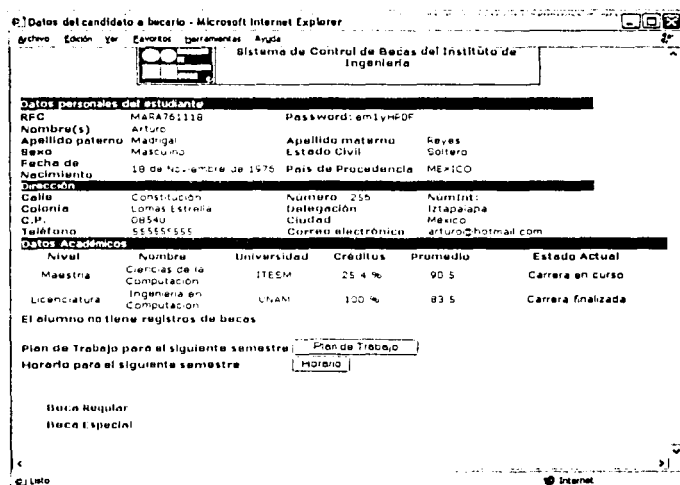 Datos del candidato a becario - Microsoft Internet Explorer
Archivo Edición Ver Favoritos Herramientas Ayuda
Sistema de Control de Becas del Instituto de
Ingeniería
Datos personales del estudiante
RFC MARA761118 Password:
Nombre(s) Arturo
Apellido paterno Madrigal Apellido materno Reyes
Sexo Masculino Estado Civil Soltero
Fecha de
Nacimiento 18 de Noviembre de 1976 País de Procedencia MEXICO
Dirección
Calle Constitución Número 256 NumInt:
Colonia Lomas Estrella Delegación Iztapalapa
C.P. 08540 Ciudad México
Teléfono 55555555 Correo electrónico arturo@hotmail.com
Datos Académicos
Nivel Nombre Universidad Créditos Promedio Estado Actual
Maestria Ciencias de la Computación ITESM 25.4 % 90.5 Carrera en curso
Licenciatura Ingenieria en Computación UNAM 100 % 83.5 Carrera finalizada
El alumno no tiene registros de becas
Plan de Trabajo para el siguiente semestre Plan de Trabajo
Horario para el siguiente semestre Horario
Beca Regular
Beca Especial
Listo Internet